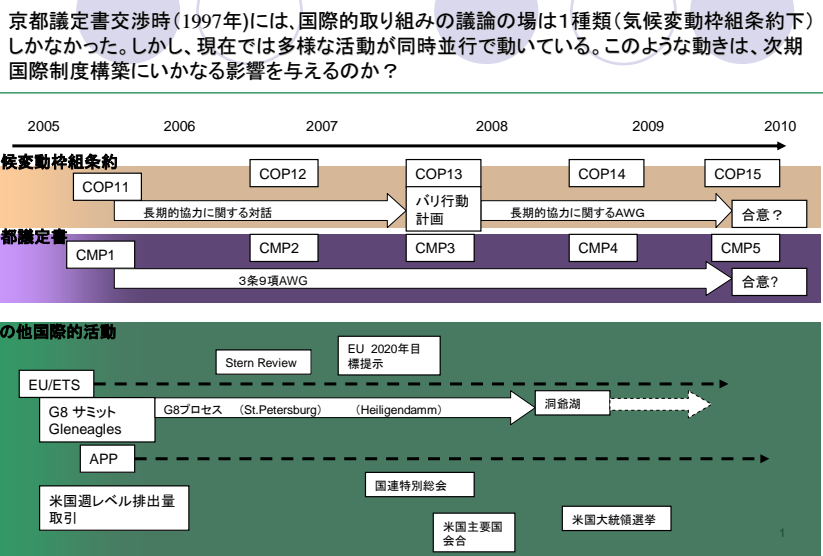 京都議定書交渉時(1997年)には、国際的取り組みの議論の場は1種類（気候変動枠組条約下）
しかなかった。しかし、現在では多様な活動が同時並行で動いている。このような動きは、次期
国際制度構築にいかなる影響を与えるのか？
2005 2006 2007 2008 2009 2010
候変動枠組条約
COP11 COP12 COP13 COP14 COP15
長期的協力に関する対話
バリ行動
計画
長期的協力に関するAWG
合意？
都議定書
CMP1 CMP2 CMP3 CMP4 CMP5
3条9項AWG
合意?
の他国際的活動
Stern Review
EU 2020年目
標提示
EU/ETS
G8 サミット
Gleneagles
G8プロセス （St.Petersburg） （Heiligendamm）
洞爺湖
APP
国連特別総会
米国週レベル排出量
取引
米国主要国
会合
米国大統領選挙
1